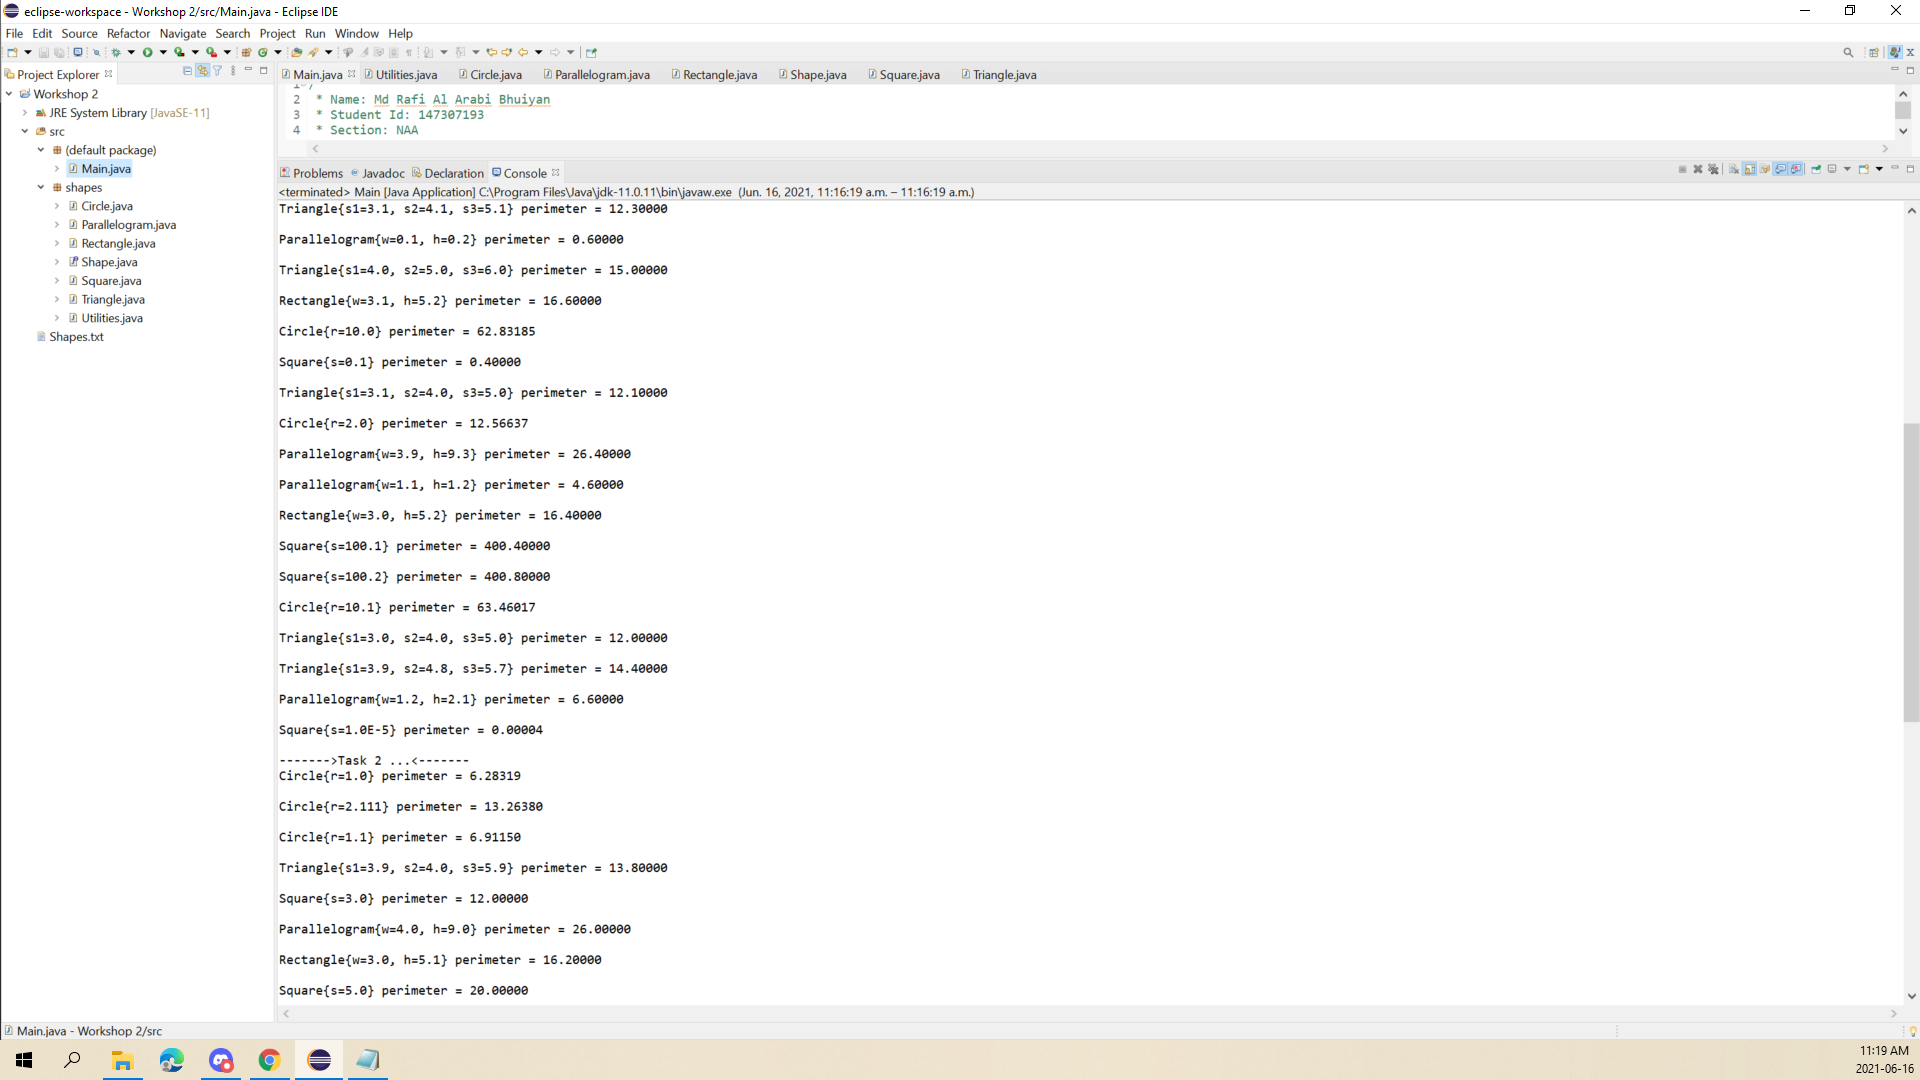 eclipse-workspace - Workshop 2/src/Main.java - Eclipse IDE
File Edit Source Refactor Navigate Search Project Run Window Help
Project Explorer
Workshop 2
JRE System Library [JavaSE-11]
src
(default package)
Main.java
shapes
Circle.java
Parallelogram.java
Rectangle.java
Shape.java
Square.java
Triangle.java
Utilities.java
Shapes.txt
Main.java Utilities.java Circle.java Parallelogram.java Rectangle.java Shape.java Square.java Triangle.java
2 * Name: Md Rafi Al Arabi Bhuiyan
3 * Student Id: 147307193
4 * Section: NAA
Problems Javadoc Declaration Console
<terminated> Main [Java Application] C:\Program Files\Java\jdk-11.0.11\bin\javaw.exe (Jun. 16, 2021, 11:16:19 a.m. – 11:16:19 a.m.)
Triangle{s1=3.1, s2=4.1, s3=5.1} perimeter = 12.30000
Parallelogram{w=0.1, h=0.2} perimeter = 0.60000
Triangle{s1=4.0, s2=5.0, s3=6.0} perimeter = 15.00000
Rectangle{w=3.1, h=5.2} perimeter = 16.60000
Circle{r=10.0} perimeter = 62.83185
Square{s=0.1} perimeter = 0.40000
Triangle{s1=3.1, s2=4.0, s3=5.0} perimeter = 12.10000
Circle{r=2.0} perimeter = 12.56637
Parallelogram{w=3.9, h=9.3} perimeter = 26.40000
Parallelogram{w=1.1, h=1.2} perimeter = 4.60000
Rectangle{w=3.0, h=5.2} perimeter = 16.40000
Square{s=100.1} perimeter = 400.40000
Square{s=100.2} perimeter = 400.80000
Circle{r=10.1} perimeter = 63.46017
Triangle{s1=3.0, s2=4.0, s3=5.0} perimeter = 12.00000
Triangle{s1=3.9, s2=4.8, s3=5.7} perimeter = 14.40000
Parallelogram{w=1.2, h=2.1} perimeter = 6.60000
Square{s=1.0E-5} perimeter = 0.00004
------->Task 2 ...<-------
Circle{r=1.0} perimeter = 6.28319
Circle{r=2.111} perimeter = 13.26380
Circle{r=1.1} perimeter = 6.91150
Triangle{s1=3.9, s2=4.0, s3=5.9} perimeter = 13.80000
Square{s=3.0} perimeter = 12.00000
Parallelogram{w=4.0, h=9.0} perimeter = 26.00000
Rectangle{w=3.0, h=5.1} perimeter = 16.20000
Square{s=5.0} perimeter = 20.00000
Main.java - Workshop 2/src
11:19 AM
2021-06-16